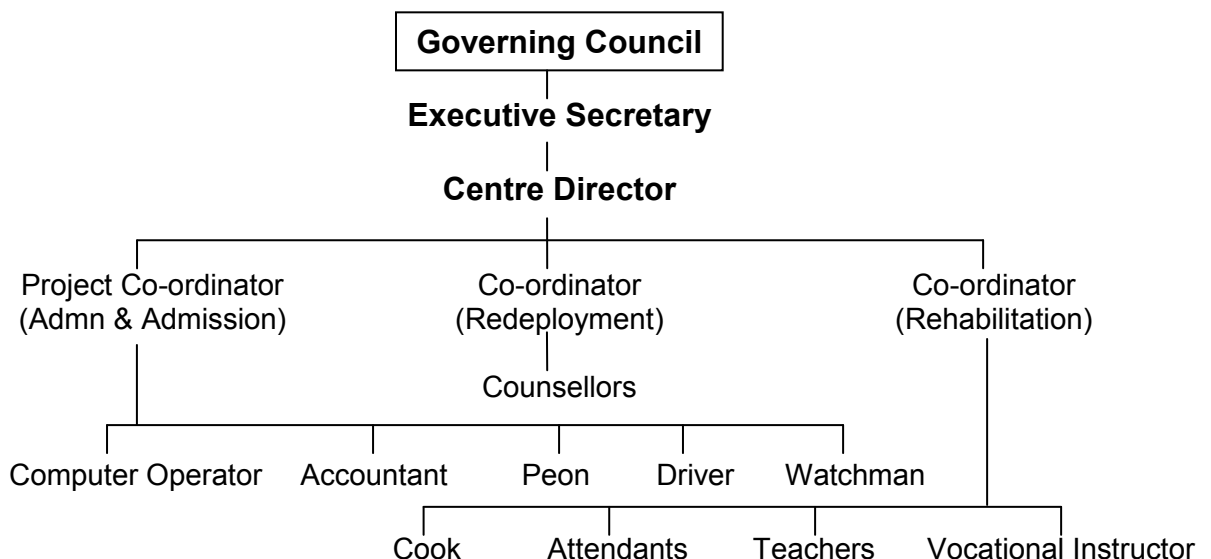 Governing Council
Executive Secretary
Centre Director
Project Co-ordinator
(Admn & Admission)
Co-ordinator
(Redeployment)
Co-ordinator
(Rehabilitation)
Counsellors
Computer Operator
Accountant
Peon
Driver
Watchman
Cook
Attendants
Teachers
Vocational Instructor